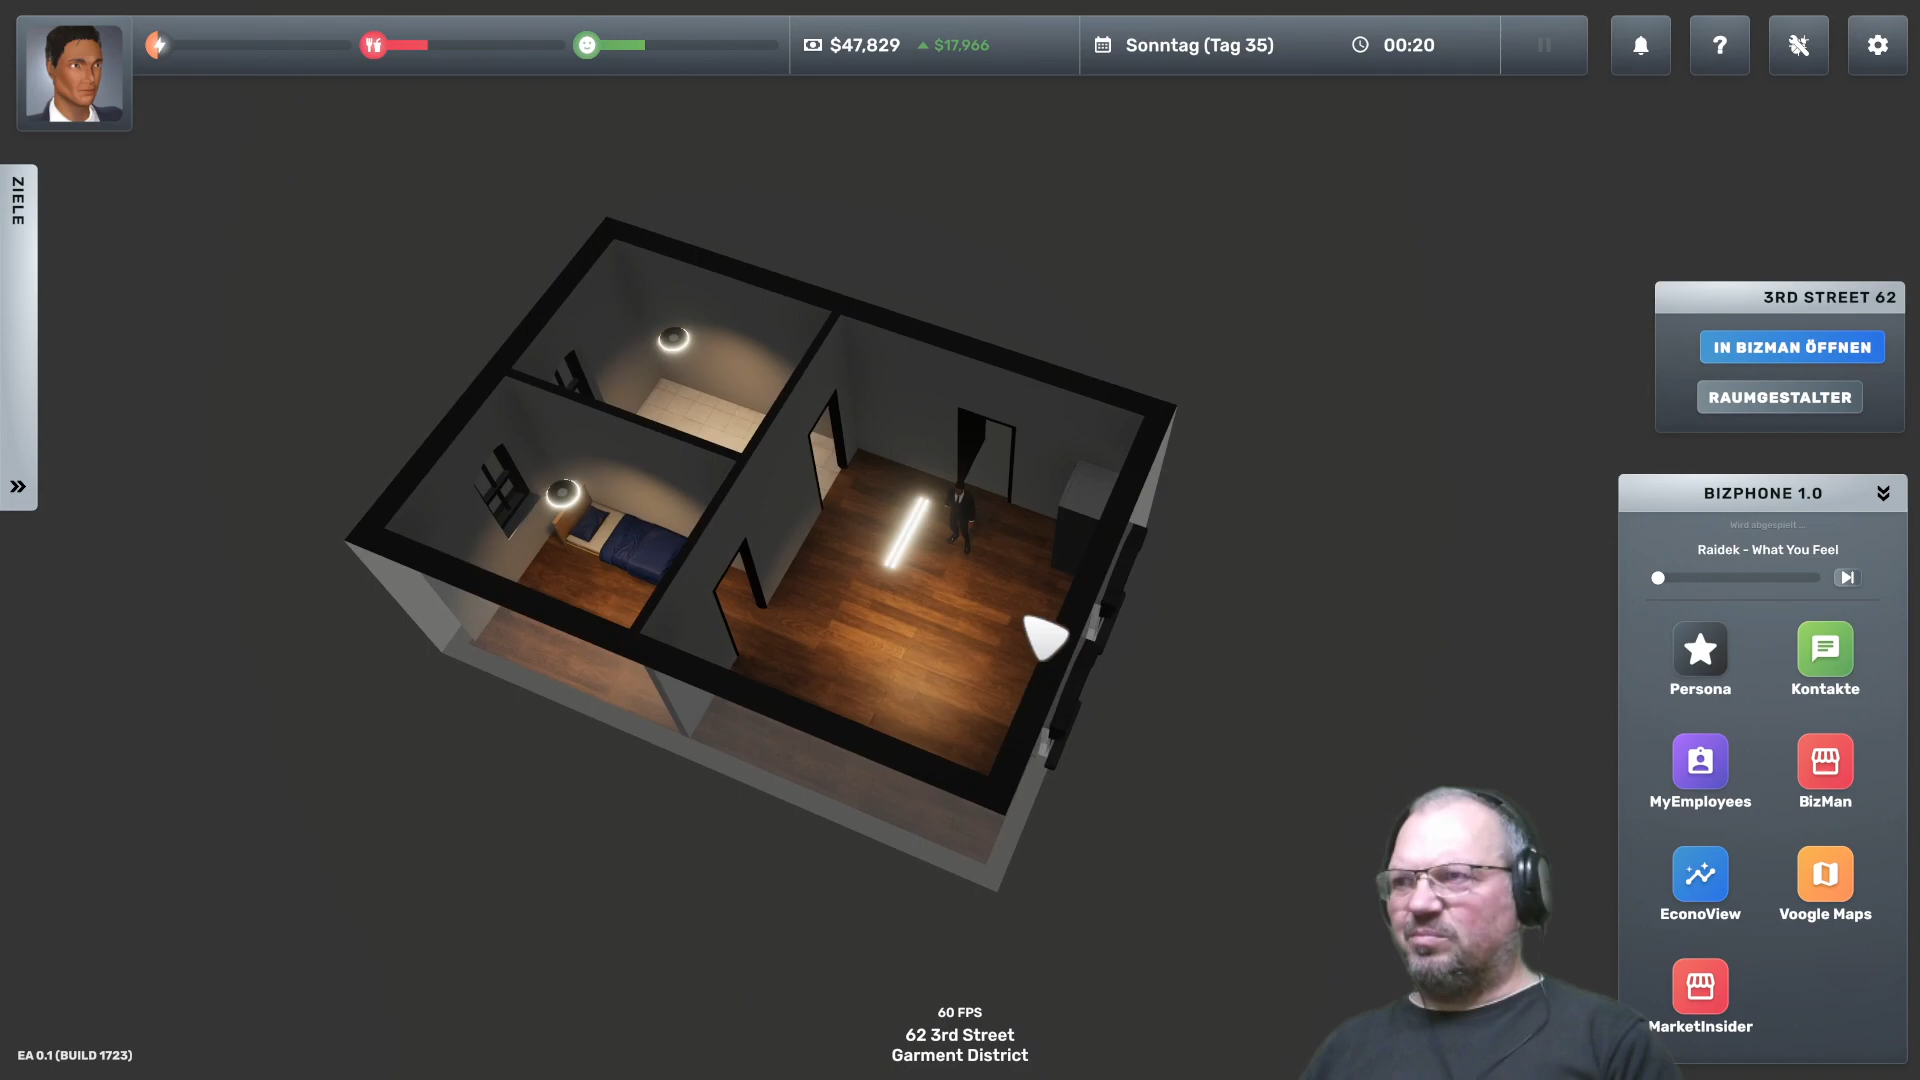 $47,829
$17,966
Sonntag (Tag 35)
00:20
?
ZIELE
3RD STREET 62
IN BIZMAN ÖFFNEN
RAUMGESTALTER
BIZPHONE 1.0
Wird abgespielt ...
Raidek - What You Feel
Persona
Kontakte
MyEmployees
BizMan
EconoView
Voogle Maps
MarketInsider
60 FPS
62 3rd Street
Garment District
EA 0.1 (BUILD 1723)